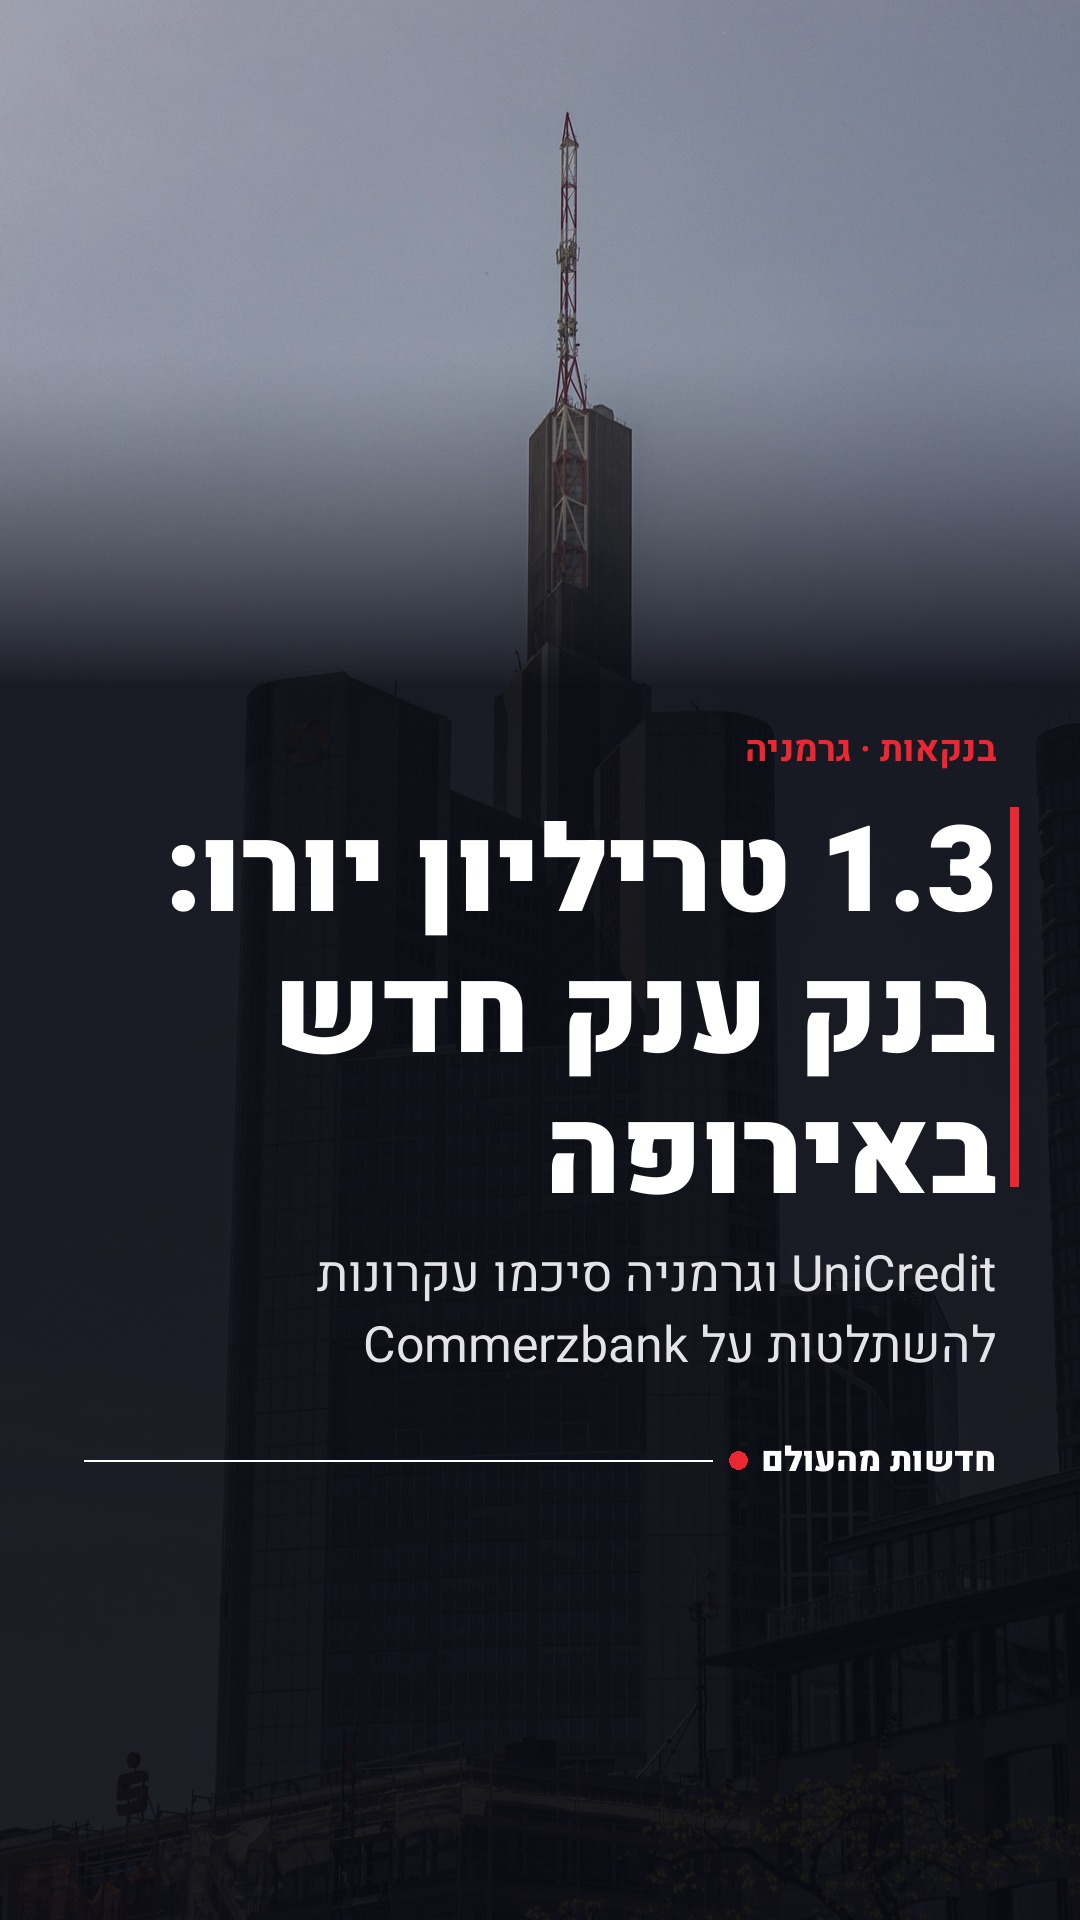 בנקאות · גרמניה
1.3 טריליון יורו:
בנק ענק חדש
באירופה
UniCredit וגרמניה סיכמו עקרונות
להשתלטות על Commerzbank
חדשות מהעולם